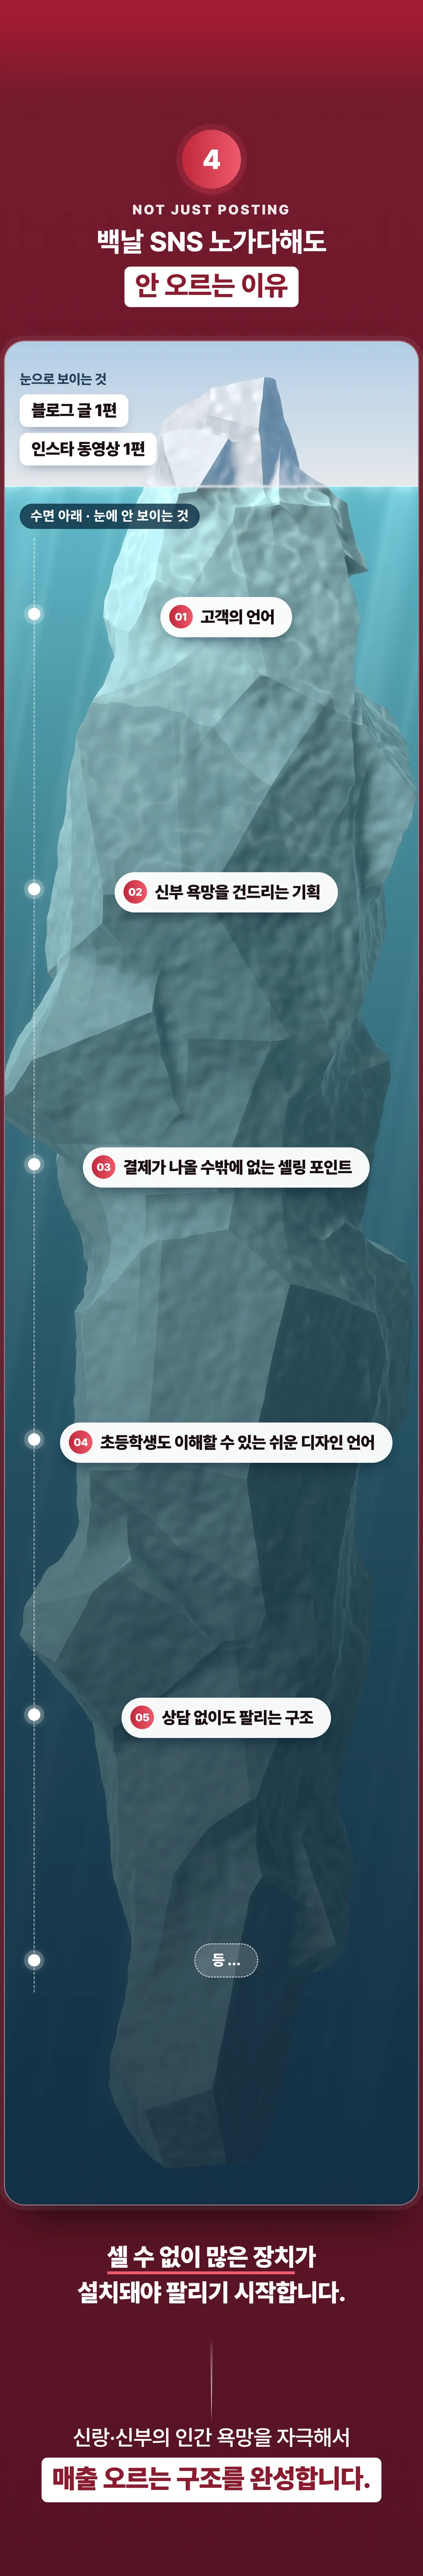 4
NOT JUST POSTING
백날 SNS 노가다해도
안 오르는 이유
눈으로 보이는 것
블로그 글 1편
인스타 동영상 1편
수면 아래 · 눈에 안 보이는 것
01 고객의 언어
02 신부 욕망을 건드리는 기획
03 결제가 나올 수밖에 없는 셀링 포인트
04 초등학생도 이해할 수 있는 쉬운 디자인 언어
05 상담 없이도 팔리는 구조
등 ...
셀 수 없이 많은 장치가
설치돼야 팔리기 시작합니다.
신랑·신부의 인간 욕망을 자극해서
매출 오르는 구조를 완성합니다.